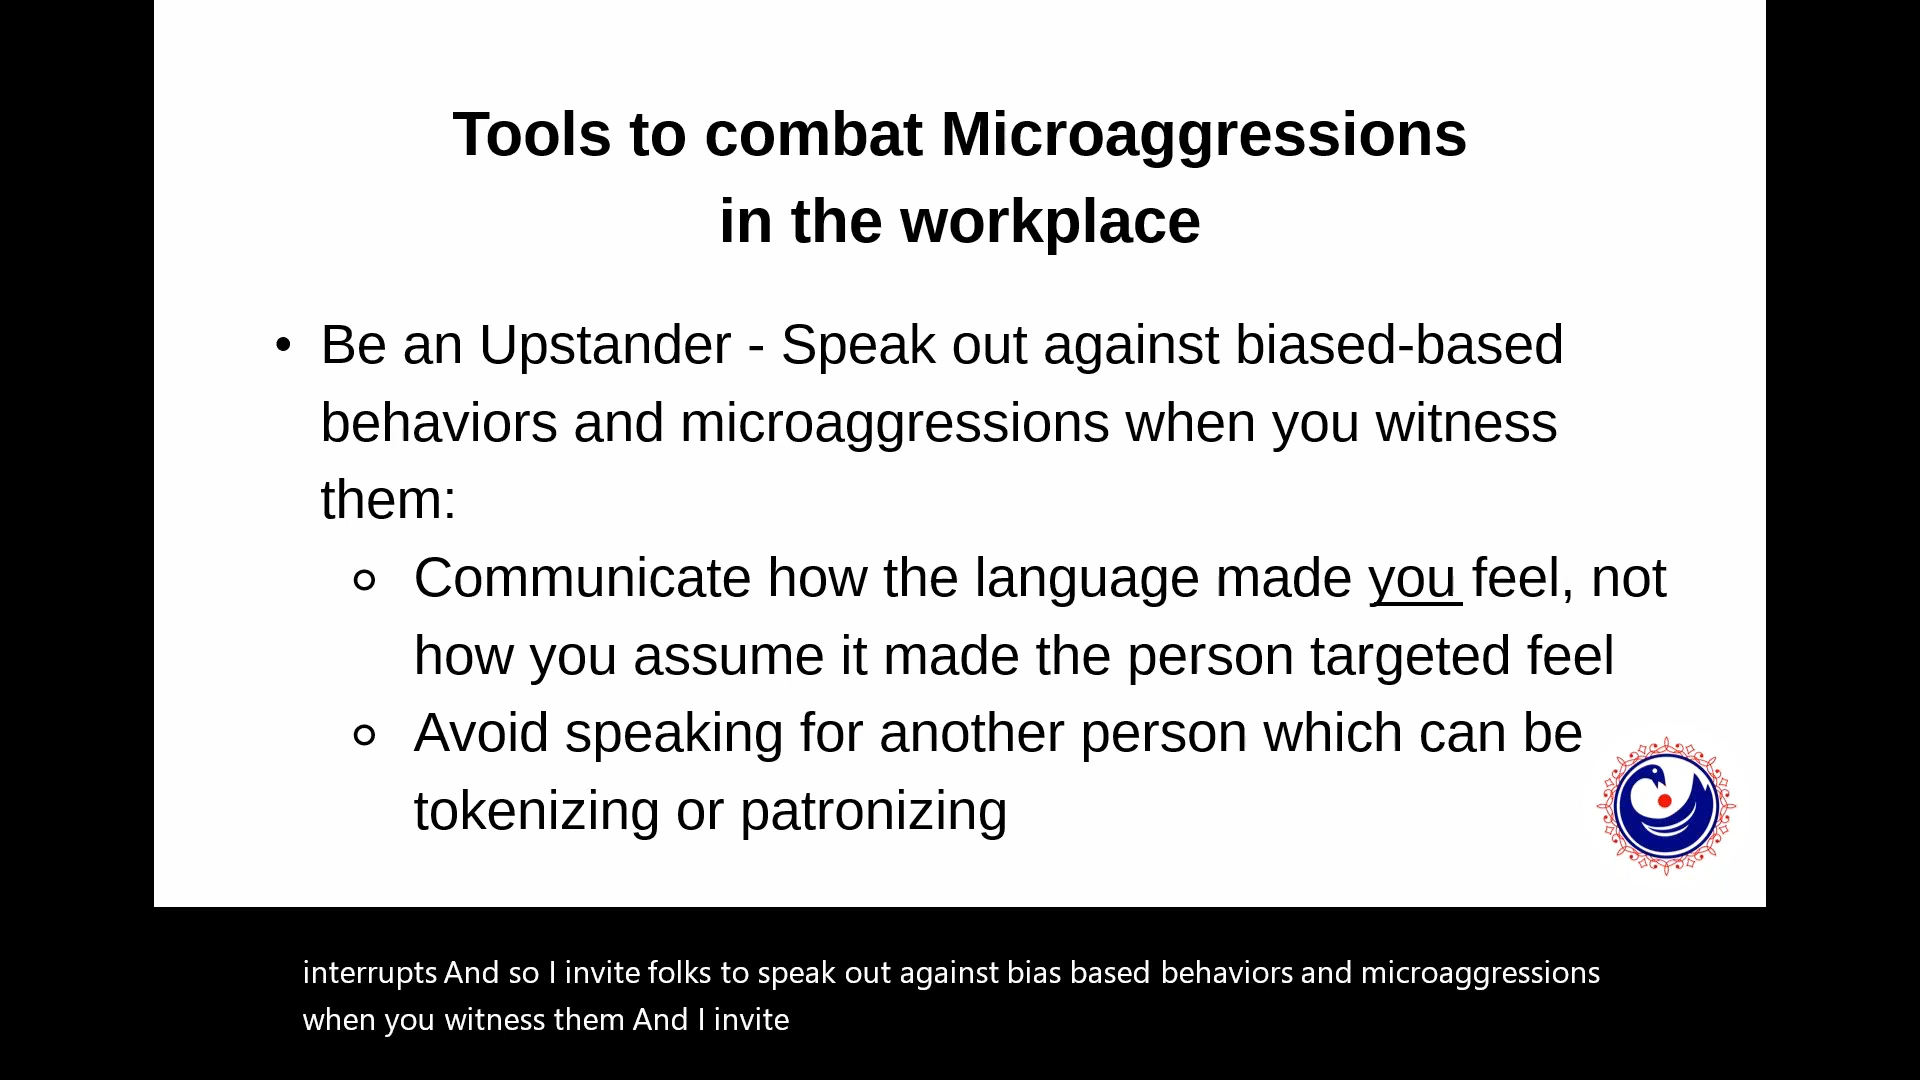 Tools to combat Microaggressions
in the workplace
• Be an Upstander - Speak out against biased-based
behaviors and microaggressions when you witness
them:
○ Communicate how the language made you feel, not
how you assume it made the person targeted feel
○ Avoid speaking for another person which can be
tokenizing or patronizing
interrupts And so I invite folks to speak out against bias based behaviors and microaggressions
when you witness them And I invite